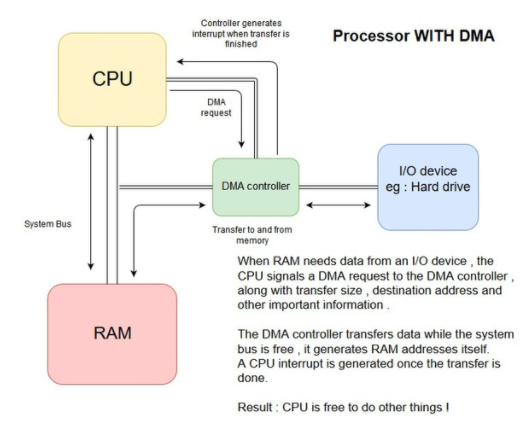 Controller generates
interrupt when transfer is
finished
Processor WITH DMA
CPU
DMA
request
DMA controller
I/O device
eg : Hard drive
System Bus
Transfer to and from
memory
RAM
When RAM needs data from an I/O device , the
CPU signals a DMA request to the DMA controller ,
along with transfer size , destination address and
other important information .
The DMA controller transfers data while the system
bus is free , it generates RAM addresses itself.
A CPU interrupt is generated once the transfer is
done.
Result : CPU is free to do other things !